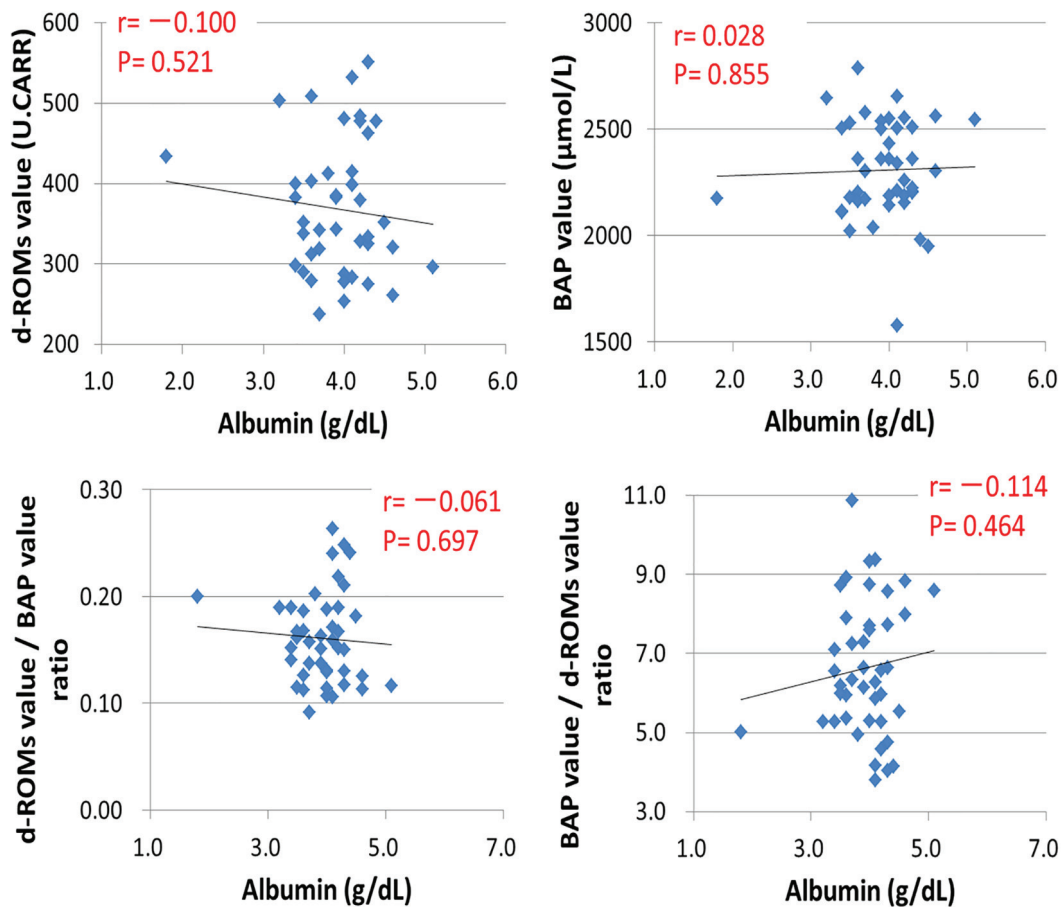 r= －0.100
P= 0.521
d-ROMs value (U.CARR)
600
500
400
300
200
1.0 2.0 3.0 4.0 5.0 6.0
Albumin (g/dL)
r= 0.028
P= 0.855
BAP value (μmol/L)
3000
2500
2000
1500
1.0 2.0 3.0 4.0 5.0 6.0
Albumin (g/dL)
r= －0.061
P= 0.697
d-ROMs value / BAP value
ratio
0.30
0.20
0.10
0.00
1.0 3.0 5.0 7.0
Albumin (g/dL)
r= －0.114
P= 0.464
BAP value / d-ROMs value
ratio
11.0
9.0
7.0
5.0
3.0
1.0 3.0 5.0 7.0
Albumin (g/dL)